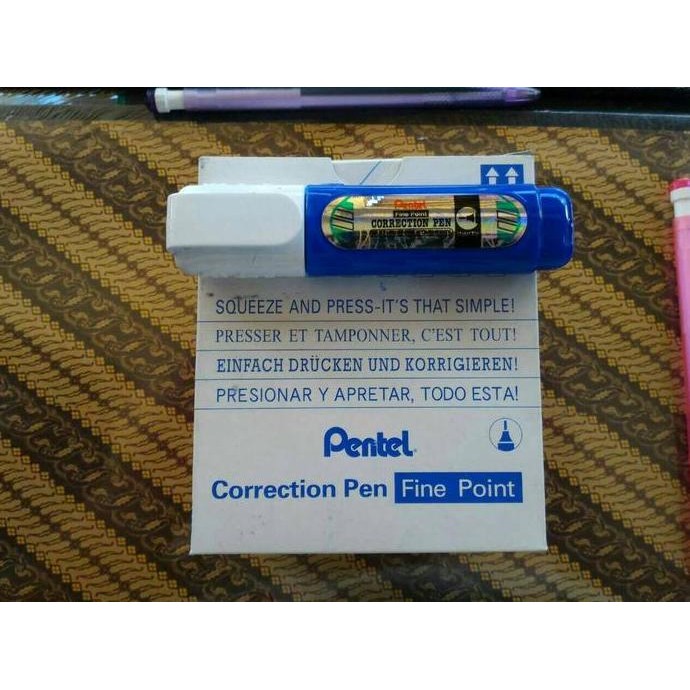 Pentel
Fine Point
CORRECTION PEN
SQUEEZE AND PRESS-IT'S THAT SIMPLE!
PRESSER ET TAMPONNER, C'EST TOUT!
EINFACH DRÜCKEN UND KORRIGIEREN!
PRESIONAR Y APRETAR, TODO ESTA!
Pentel
Correction Pen Fine Point